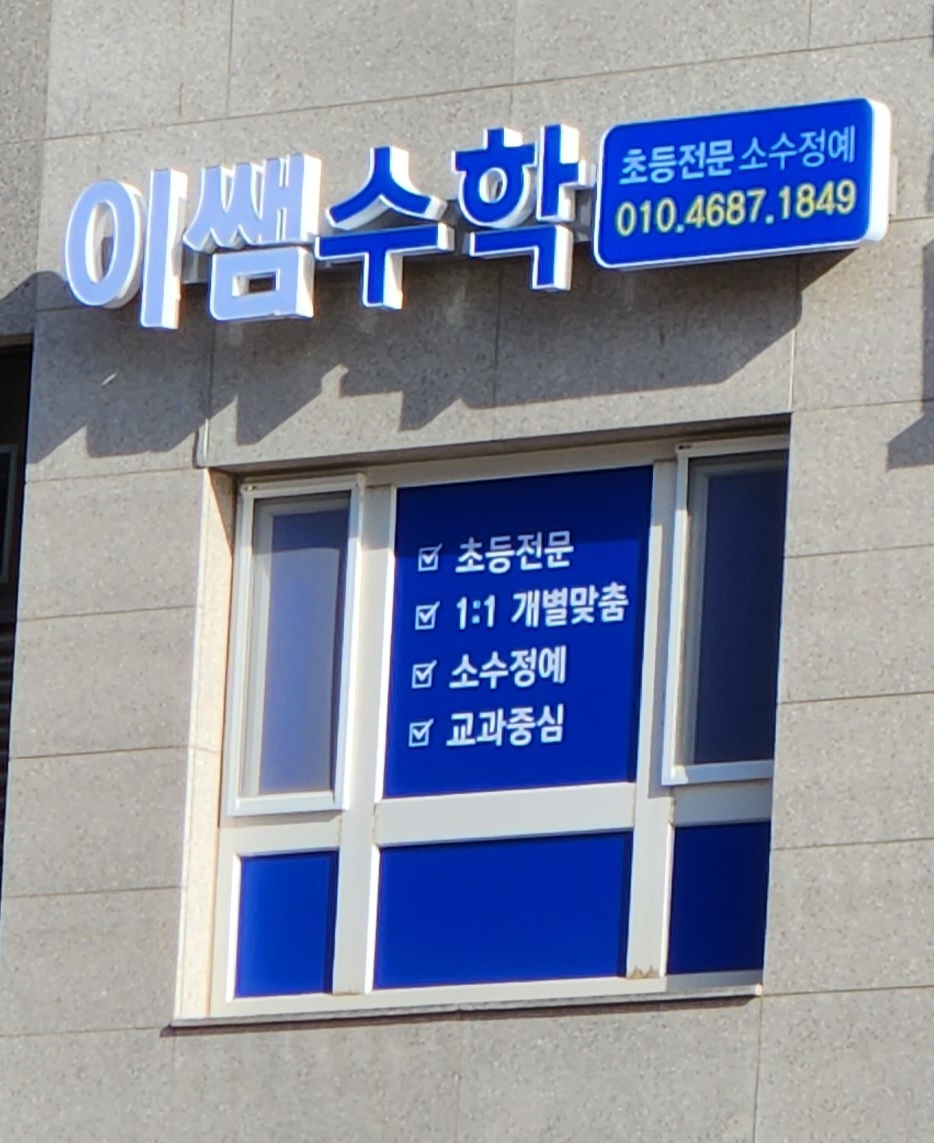 이쌤수학
초등전문 소수정예
010.4687.1849
초등전문
1:1 개별맞춤
소수정예
교과중심